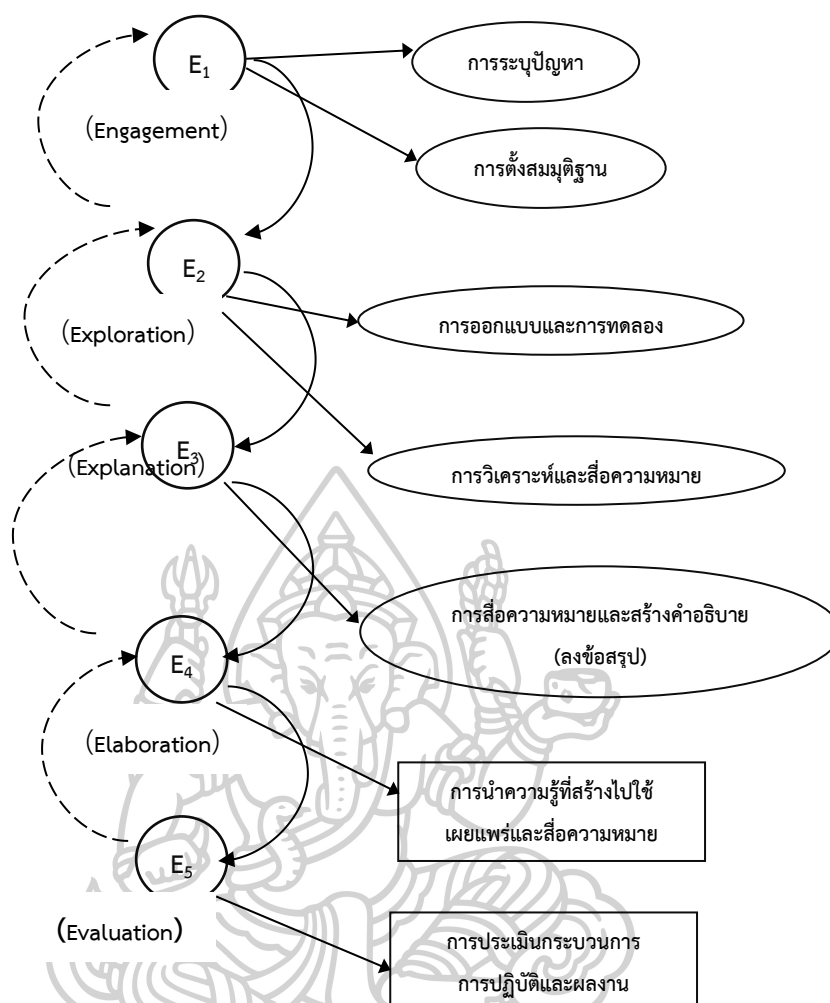 E1
การระบุปัญหา
(Engagement)
การตั้งสมมุติฐาน
E2
การออกแบบและการทดลอง
(Exploration)
E3
(Explanation)
การวิเคราะห์และสื่อความหมาย
การสื่อความหมายและสร้างคำอธิบาย
(ลงข้อสรุป)
E4
(Elaboration)
การนำความรู้ที่สร้างไปใช้
เผยแพร่และสื่อความหมาย
E5
(Evaluation)
การประเมินกระบวนการ
การปฏิบัติและผลงาน